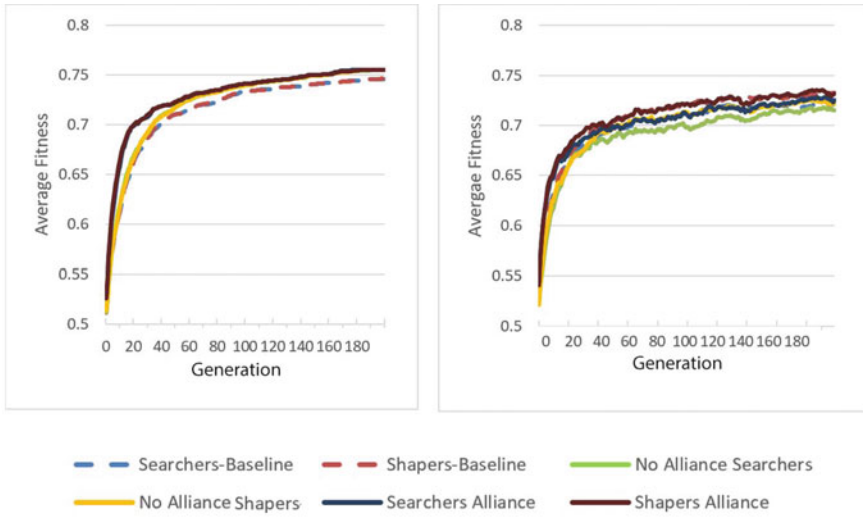 0.8
0.75
0.7
0.65
0.6
0.55
0.5
Average Fitness
0 20 40 60 80 100 120 140 160 180
Generation
0.8
0.75
0.7
0.65
0.6
0.55
0.5
Avergae Fitness
0 20 40 60 80 100 120 140 160 180
Generation
Searchers-Baseline Shapers-Baseline No Alliance Searchers
No Alliance Shapers Searchers Alliance Shapers Alliance